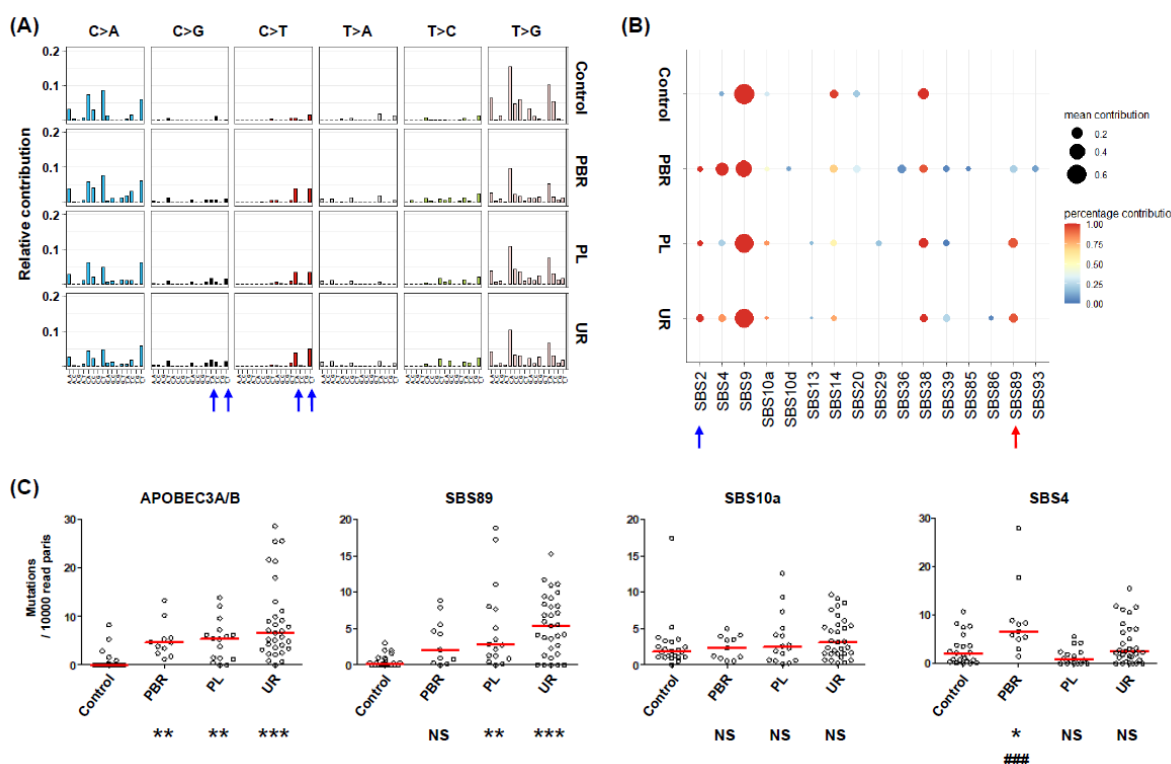 (A)
C>A C>G C>T T>A T>C T>G
0.2
0.1
Control
0.2
0.1
PBR
0.2
0.1
PL
0.2
0.1
UR
Relative contribution
(B)
Control
PBR
PL
UR
SBS2 SBS4 SBS9 SBS10a SBS10d SBS13 SBS14 SBS20 SBS29 SBS36 SBS38 SBS39 SBS85 SBS86 SBS89 SBS93
mean contribution
0.2
0.4
0.6
percentage contribution
1.00
0.75
0.50
0.25
0.00
(C)
APOBEC3A/B
Mutations
/ 10000 read paris
30
20
10
0
Control PBR PL UR
** ** ***
SBS89
20
15
10
5
0
Control PBR PL UR
NS ** ***
SBS10a
20
15
10
5
0
Control PBR PL UR
NS NS NS
SBS4
30
20
10
0
Control PBR PL UR
* NS NS
###